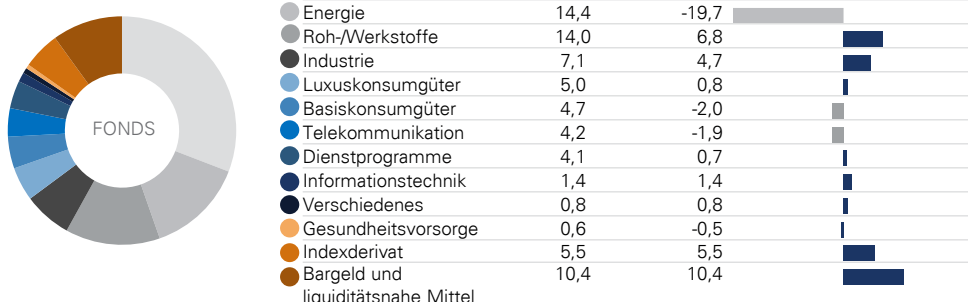 Energie 14,4 -19,7
Roh-/Werkstoffe 14,0 6,8
Industrie 7,1 4,7
Luxuskonsumgüter 5,0 0,8
Basiskonsumgüter 4,7 -2,0
FONDS
Telekommunikation 4,2 -1,9
Dienstprogramme 4,1 0,7
Informationstechnik 1,4 1,4
Verschiedenes 0,8 0,8
Gesundheitsvorsorge 0,6 -0,5
Indexderivat 5,5 5,5
Bargeld und 10,4 10,4
liquiditätsnahe Mittel